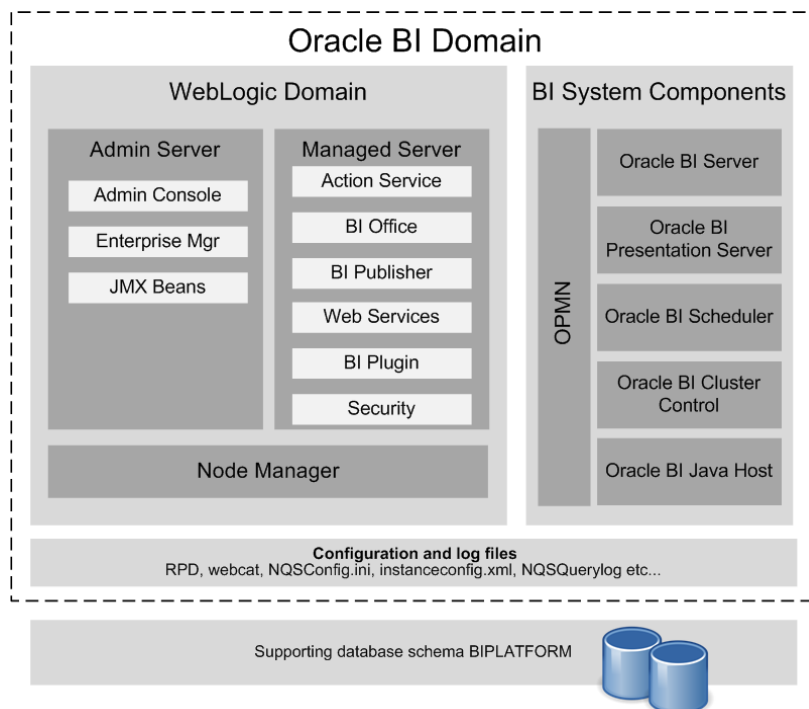 Oracle BI Domain
WebLogic Domain
Admin Server
Admin Console
Enterprise Mgr
JMX Beans
Managed Server
Action Service
BI Office
BI Publisher
Web Services
BI Plugin
Security
Node Manager
BI System Components
OPMN
Oracle BI Server
Oracle BI
Presentation Server
Oracle BI Scheduler
Oracle BI Cluster
Control
Oracle BI Java Host
Configuration and log files
RPD, webcat, NQSConfig.ini, instanceconfig.xml, NQSQuerylog etc...
Supporting database schema BIPLATFORM